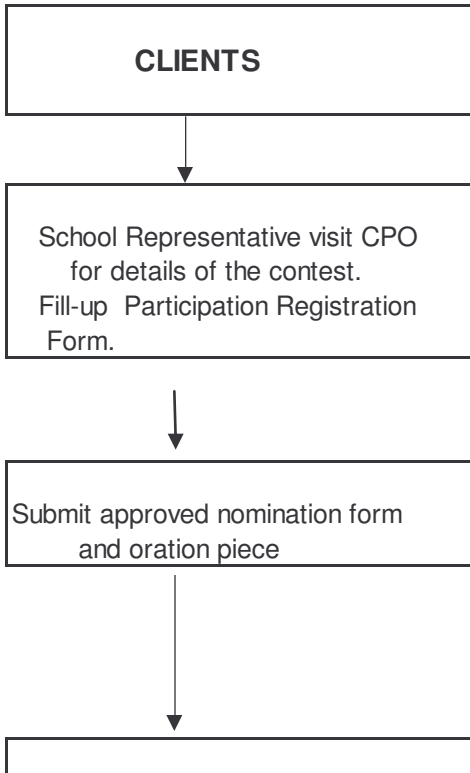 CLIENTS
School Representative visit CPO
for details of the contest.
Fill-up Participation Registration
Form.
Submit approved nomination form
and oration piece